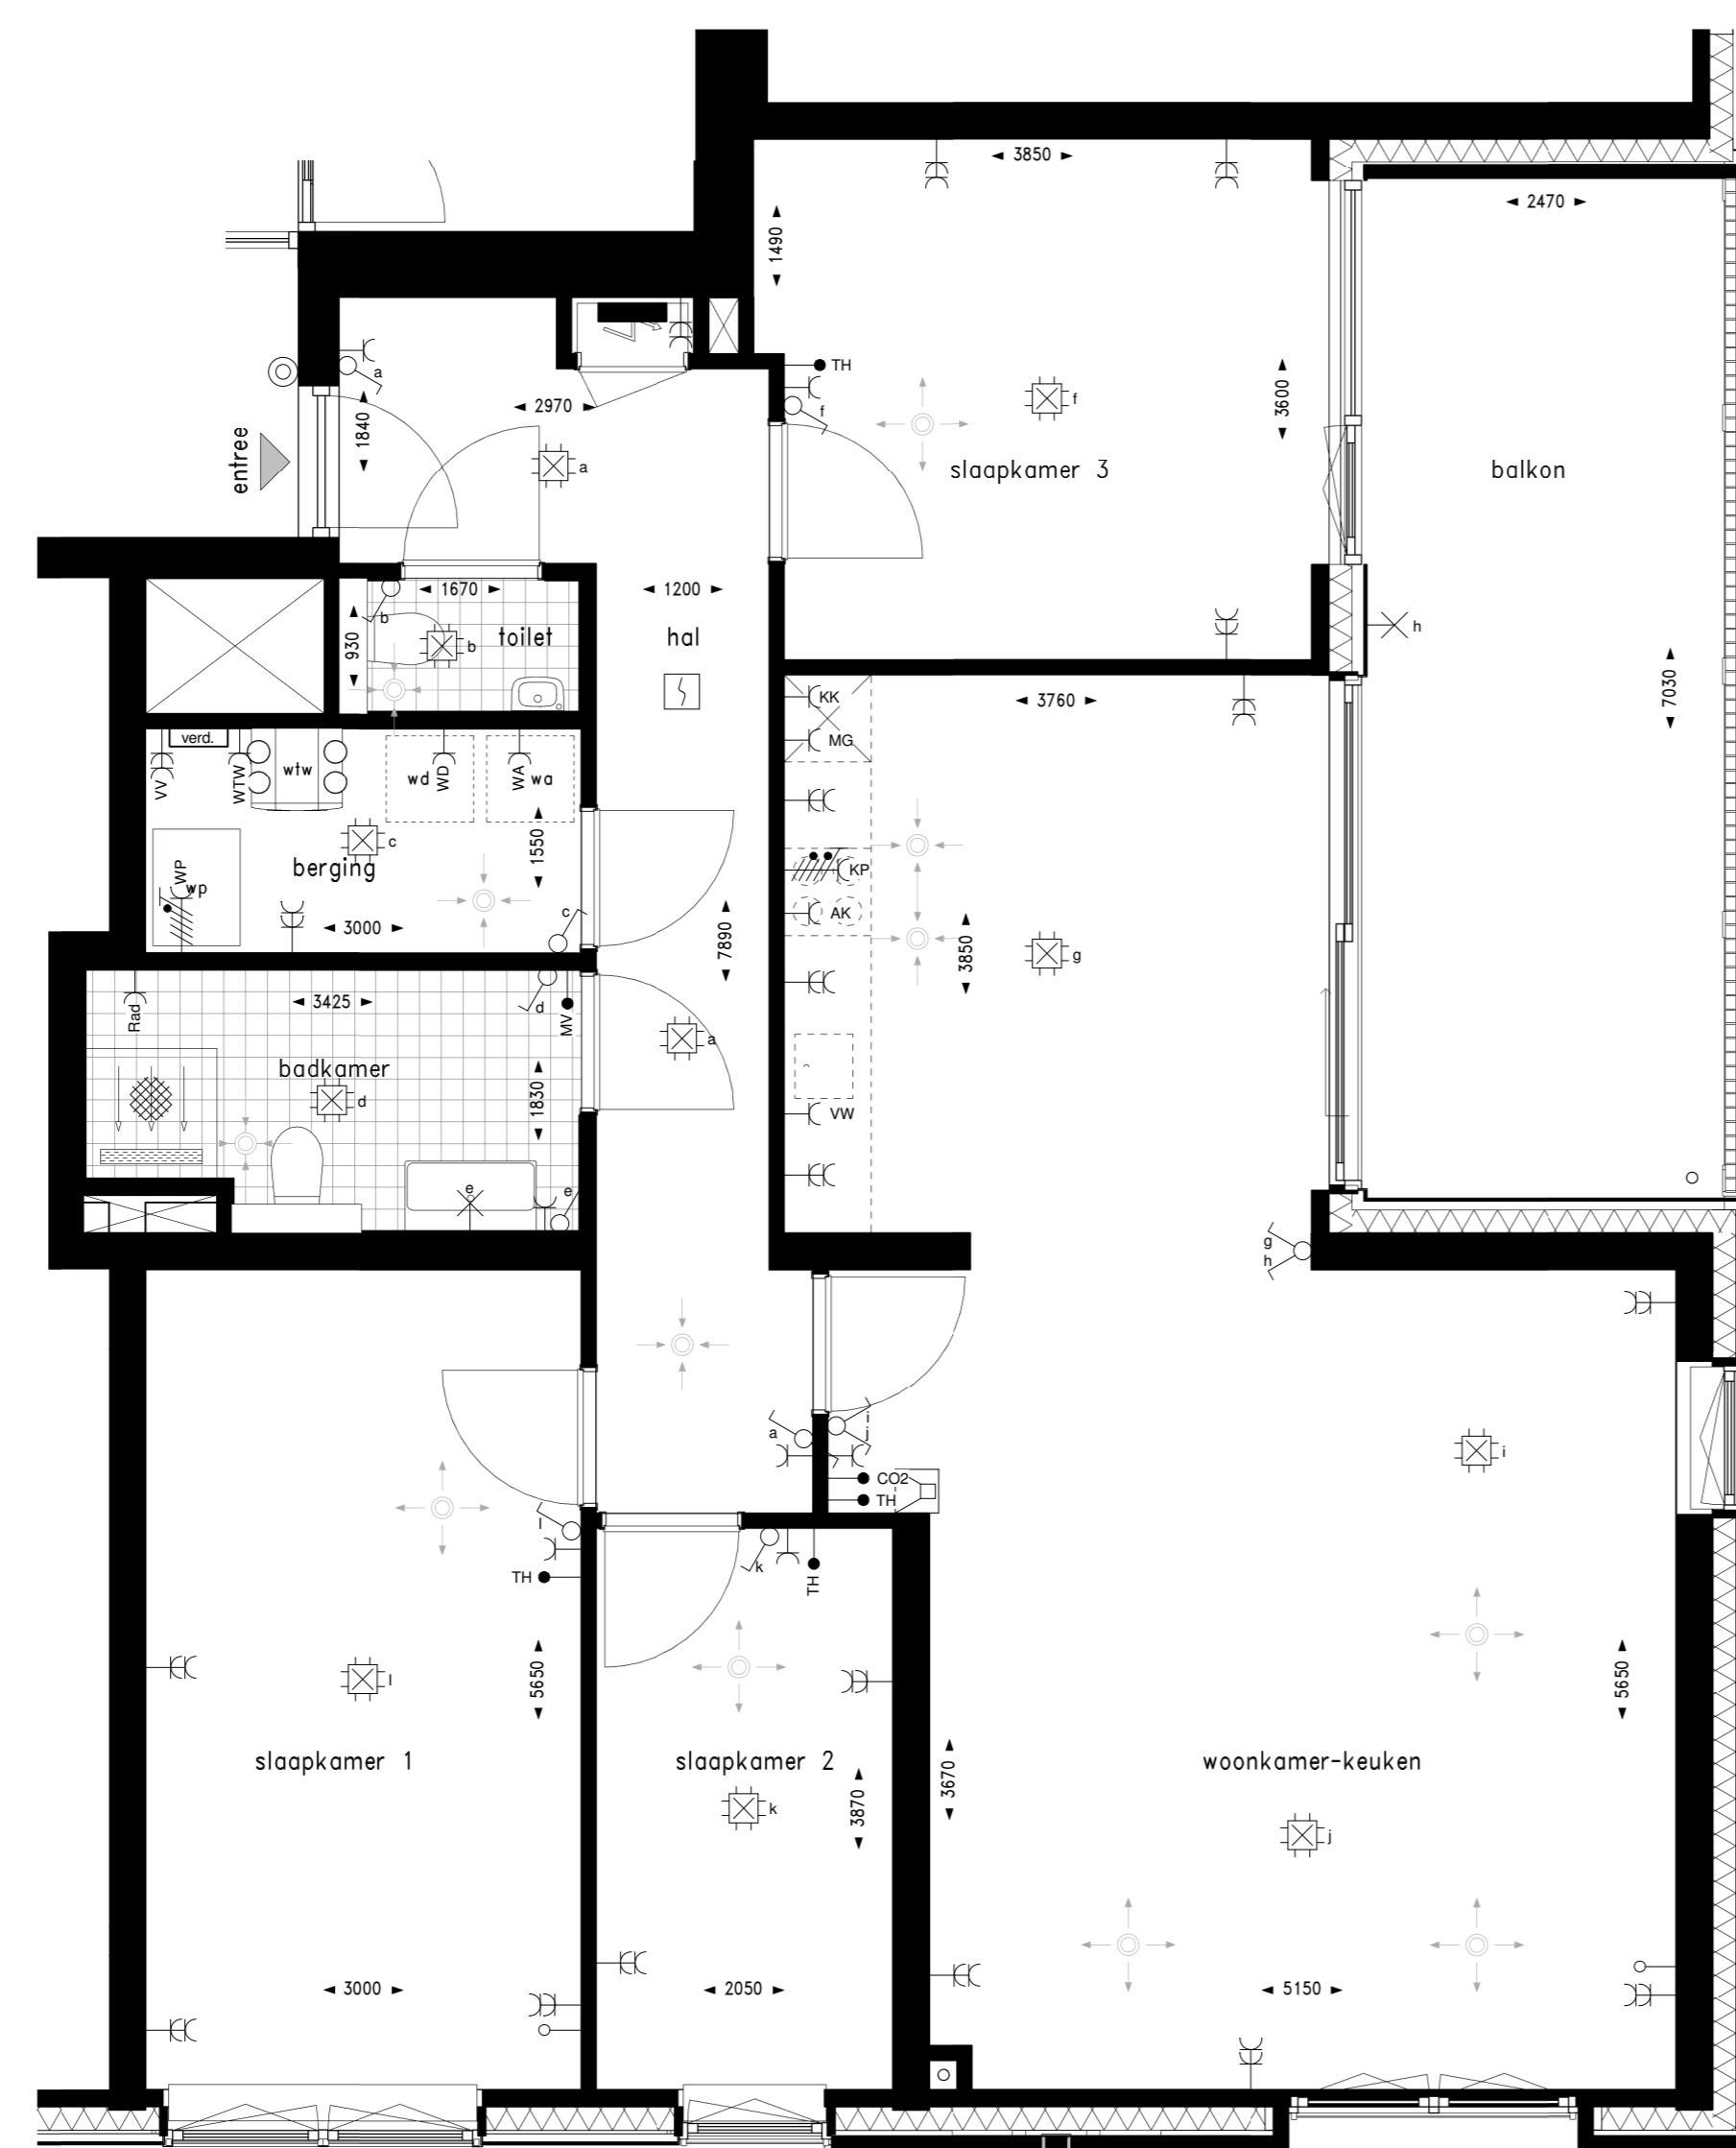 3850
2470
1490
TH
a
f
f
2970
1840
3600
entree
a
slaapkamer 3
balkon
1670
1200
b
930
b
toilet
hal
h
7030
3760
KK
MG
verd.
wtw
wd
WD
WA
wa
VV
WTW
c
1550
berging
WP
wp
KP
AK
c
3000
7890
3850
g
3425
d
MV
Rad
a
badkamer
d
1830
VW
e
e
g
h
a
i
j
i
CO2
TH
l
k
TH
TH
5650
5650
l
slaapkamer 1
slaapkamer 2
woonkamer-keuken
3670
3870
k
j
3000
2050
5150